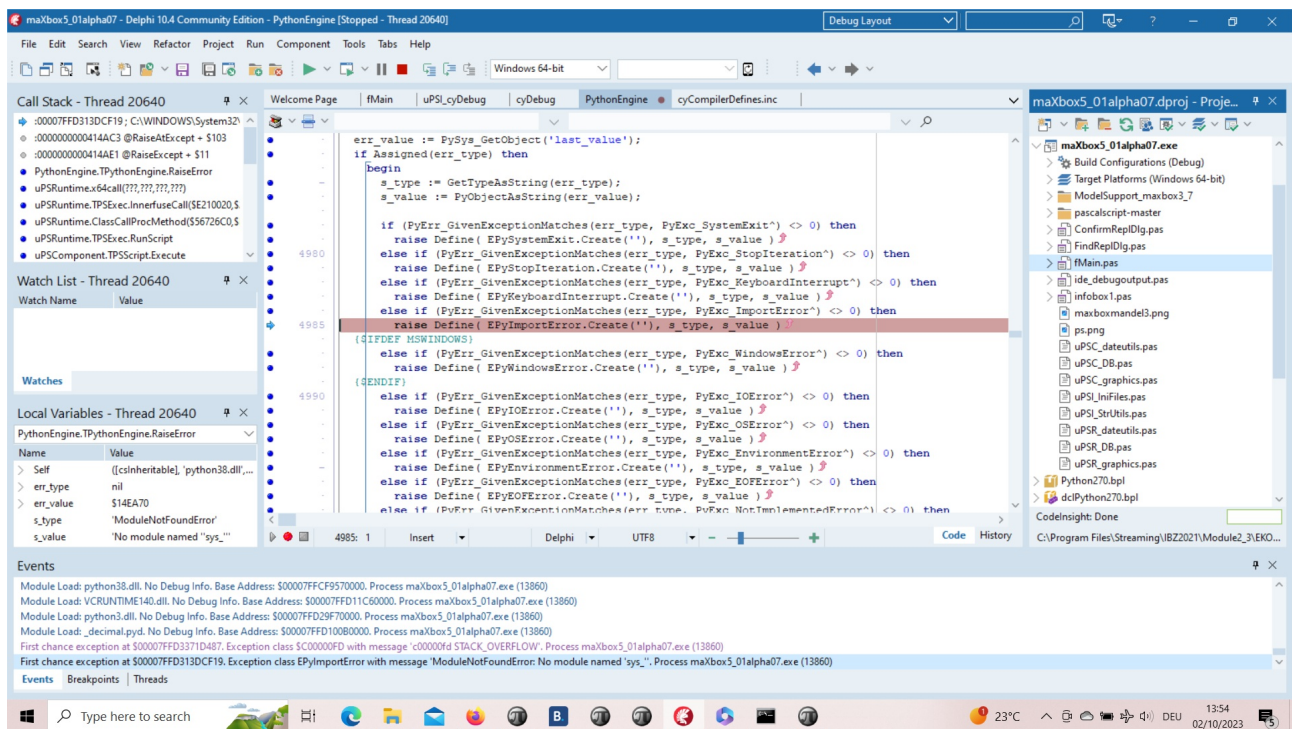 maXbox5_01alpha07 - Delphi 10.4 Community Edition - PythonEngine [Stopped - Thread 20640]
Debug Layout
File Edit Search View Refactor Project Run Component Tools Tabs Help
Windows 64-bit
Call Stack - Thread 20640
:00007FFD313DCF19 ; C:\WINDOWS\System32\
:0000000000414AC3 @RaiseAtExcept + $103
:0000000000414AE1 @RaiseExcept + $11
PythonEngine.TPythonEngine.RaiseError
uPSRuntime.x64call(???,???,???,???)
uPSRuntime.TPSExec.InnerfuseCall($E210020,$
uPSRuntime.ClassCallProcMethod($56726C0,$
uPSRuntime.TPSExec.RunScript
uPSComponent.TPSScript.Execute
Watch List - Thread 20640
Watch Name Value
Watches
Local Variables - Thread 20640
PythonEngine.TPythonEngine.RaiseError
Name Value
Self ([csInheritable], 'python38.dll',...
err_type nil
err_value $14EA70
s_type 'ModuleNotFoundError'
s_value 'No module named ''sys_'''
Welcome Page fMain uPSI_cyDebug cyDebug PythonEngine cyCompilerDefines.inc
err_value := PySys_GetObject('last_value');
if Assigned(err_type) then
begin
s_type := GetTypeAsString(err_type);
s_value := PyObjectAsString(err_value);
if (PyErr_GivenExceptionMatches(err_type, PyExc_SystemExit^) <> 0) then
raise Define( EPySystemExit.Create(''), s_type, s_value )
4980 else if (PyErr_GivenExceptionMatches(err_type, PyExc_StopIteration^) <> 0) then
raise Define( EPyStopIteration.Create(''), s_type, s_value )
else if (PyErr_GivenExceptionMatches(err_type, PyExc_KeyboardInterrupt^) <> 0) then
raise Define( EPyKeyboardInterrupt.Create(''), s_type, s_value )
else if (PyErr_GivenExceptionMatches(err_type, PyExc_ImportError^) <> 0) then
4985 raise Define( EPyImportError.Create(''), s_type, s_value )
{$IFDEF MSWINDOWS}
else if (PyErr_GivenExceptionMatches(err_type, PyExc_WindowsError^) <> 0) then
raise Define( EPyWindowsError.Create(''), s_type, s_value )
{$ENDIF}
4990 else if (PyErr_GivenExceptionMatches(err_type, PyExc_IOError^) <> 0) then
raise Define( EPyIOError.Create(''), s_type, s_value )
else if (PyErr_GivenExceptionMatches(err_type, PyExc_OSError^) <> 0) then
raise Define( EPyOSError.Create(''), s_type, s_value )
else if (PyErr_GivenExceptionMatches(err_type, PyExc_EnvironmentError^) <> 0) then
raise Define( EPyEnvironmentError.Create(''), s_type, s_value )
else if (PyErr_GivenExceptionMatches(err_type, PyExc_EOFError^) <> 0) then
raise Define( EPyEOFError.Create(''), s_type, s_value )
else if (PyErr_GivenExceptionMatches(err_type, PyExc_NotImplementedError^) <> 0) then
4985: 1 Insert Delphi UTF8 Code History
maXbox5_01alpha07.dproj - Proje...
maXbox5_01alpha07.exe
Build Configurations (Debug)
Target Platforms (Windows 64-bit)
ModelSupport_maxbox3_7
pascalscript-master
ConfirmReplDlg.pas
FindReplDlg.pas
fMain.pas
ide_debugoutput.pas
infobox1.pas
maxboxmandel3.png
ps.png
uPSC_dateutils.pas
uPSC_DB.pas
uPSC_graphics.pas
uPSI_IniFiles.pas
uPSI_StrUtils.pas
uPSR_dateutils.pas
uPSR_DB.pas
uPSR_graphics.pas
Python270.bpl
dclPython270.bpl
CodeInsight: Done
C:\Program Files\Streaming\IBZ2021\Module2_3\EKO...
Events
Module Load: python38.dll. No Debug Info. Base Address: $00007FFCF9570000. Process maXbox5_01alpha07.exe (13860)
Module Load: VCRUNTIME140.dll. No Debug Info. Base Address: $00007FFD11C60000. Process maXbox5_01alpha07.exe (13860)
Module Load: python3.dll. No Debug Info. Base Address: $00007FFD29F70000. Process maXbox5_01alpha07.exe (13860)
Module Load: _decimal.pyd. No Debug Info. Base Address: $00007FFD100B0000. Process maXbox5_01alpha07.exe (13860)
First chance exception at $00007FFD3371D487. Exception class $C00000FD with message 'c00000fd STACK_OVERFLOW'. Process maXbox5_01alpha07.exe (13860)
First chance exception at $00007FFD313DCF19. Exception class EPyImportError with message 'ModuleNotFoundError: No module named 'sys_''. Process maXbox5_01alpha07.exe (13860)
Events Breakpoints Threads
Type here to search
23°C
DEU
13:54
02/10/2023